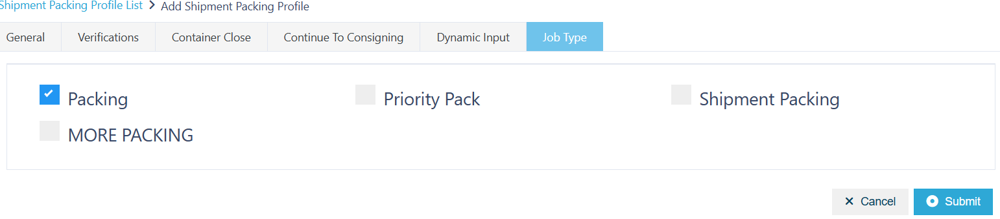 Shipment Packing Profile List > Add Shipment Packing Profile
General Verifications Container Close Continue To Consigning Dynamic Input Job Type
Packing Priority Pack Shipment Packing
MORE PACKING
Cancel Submit